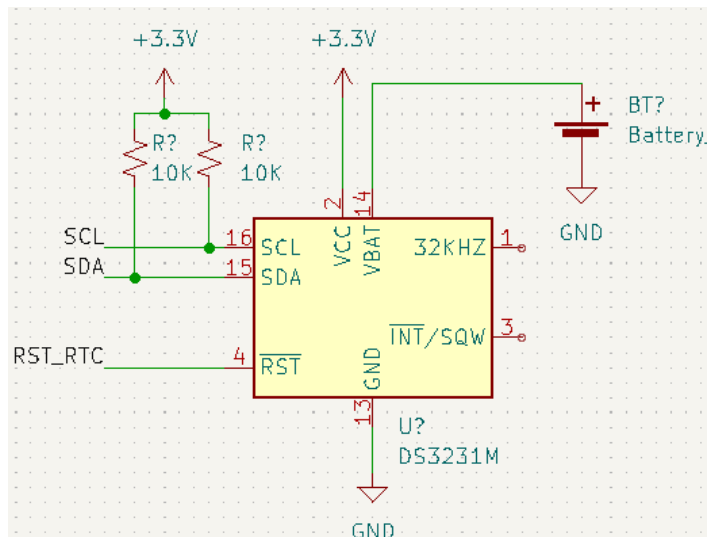 +3.3V
+3.3V
R?
10K
R?
10K
BT?
Battery_
GND
2
14
SCL
16
SCL
VCC
VBAT
32KHZ
1
SDA
15
SDA
INT/SQW
3
RST_RTC
4
RST
GND
13
U?
DS3231M
GND